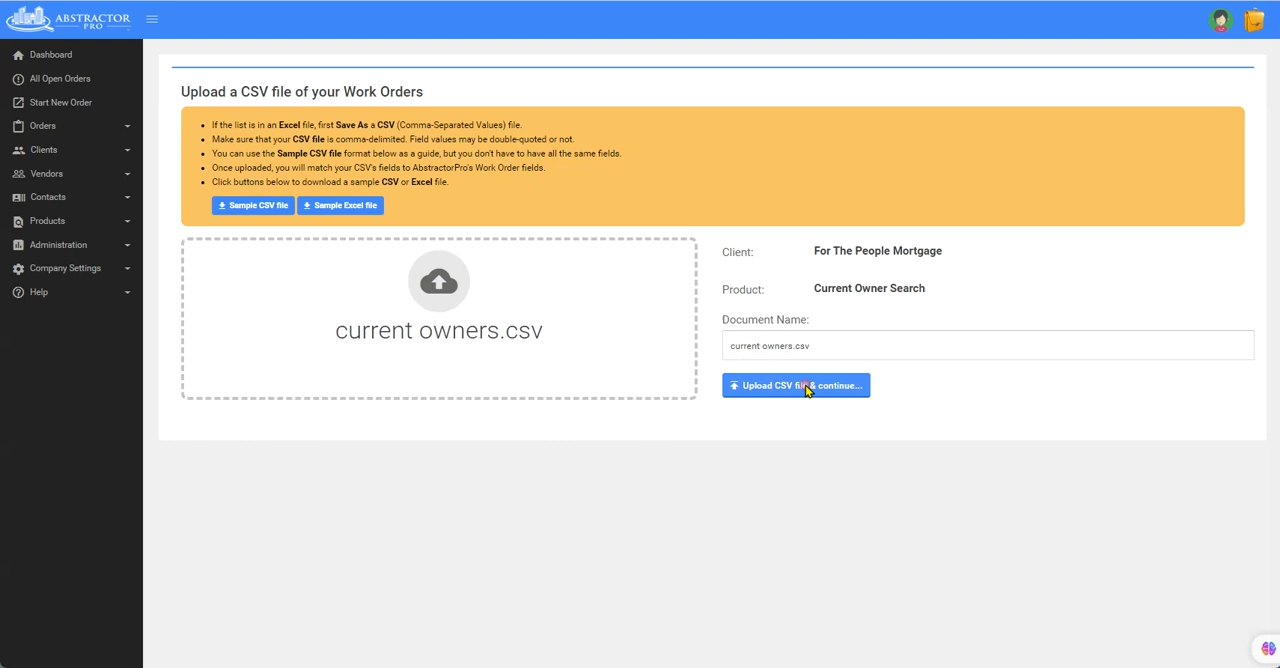 ABSTRACTOR
PRO
Dashboard
All Open Orders
Start New Order
Orders
Clients
Vendors
Contacts
Products
Administration
Company Settings
Help
Upload a CSV file of your Work Orders
If the list is in an Excel file, first Save As a CSV (Comma-Separated Values) file.
Make sure that your CSV file is comma-delimited. Field values may be double-quoted or not.
You can use the Sample CSV file format below as a guide, but you don't have to have all the same fields.
Once uploaded, you will match your CSV's fields to AbstractorPro's Work Order fields.
Click buttons below to download a sample CSV or Excel file.
Sample CSV file
Sample Excel file
current owners.csv
Client: For The People Mortgage
Product: Current Owner Search
Document Name:
current owners.csv
Upload CSV file & continue...